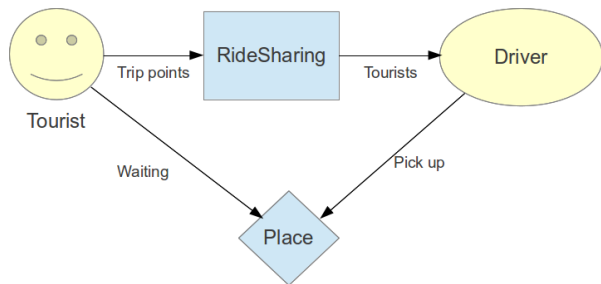 RideSharing
Driver
Trip points
Tourists
Tourist
Waiting
Pick up
Place